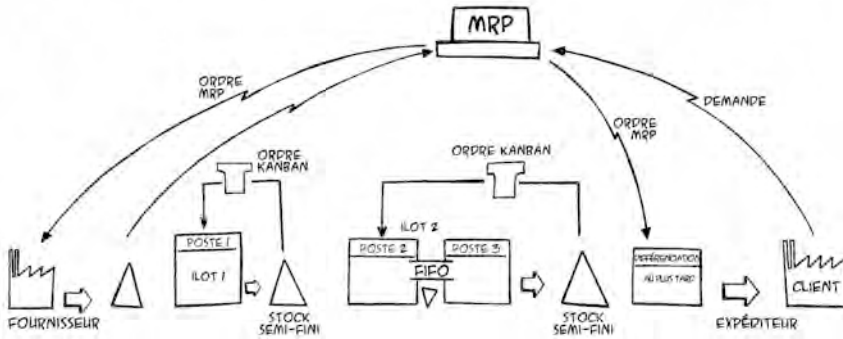 MRP
ORDRE
MRP
DEMANDE
ORDRE
MRP
ORDRE
KANBAN
ORDRE KANBAN
ILOT 2
POSTE 1
POSTE 2
POSTE 3
DIFFÉRENCIATION
FIFO
ILOT 1
AU PLUS TARD
CLIENT
FOURNISSEUR
STOCK
SEMI-FINI
STOCK
SEMI-FINI
EXPÉDITEUR